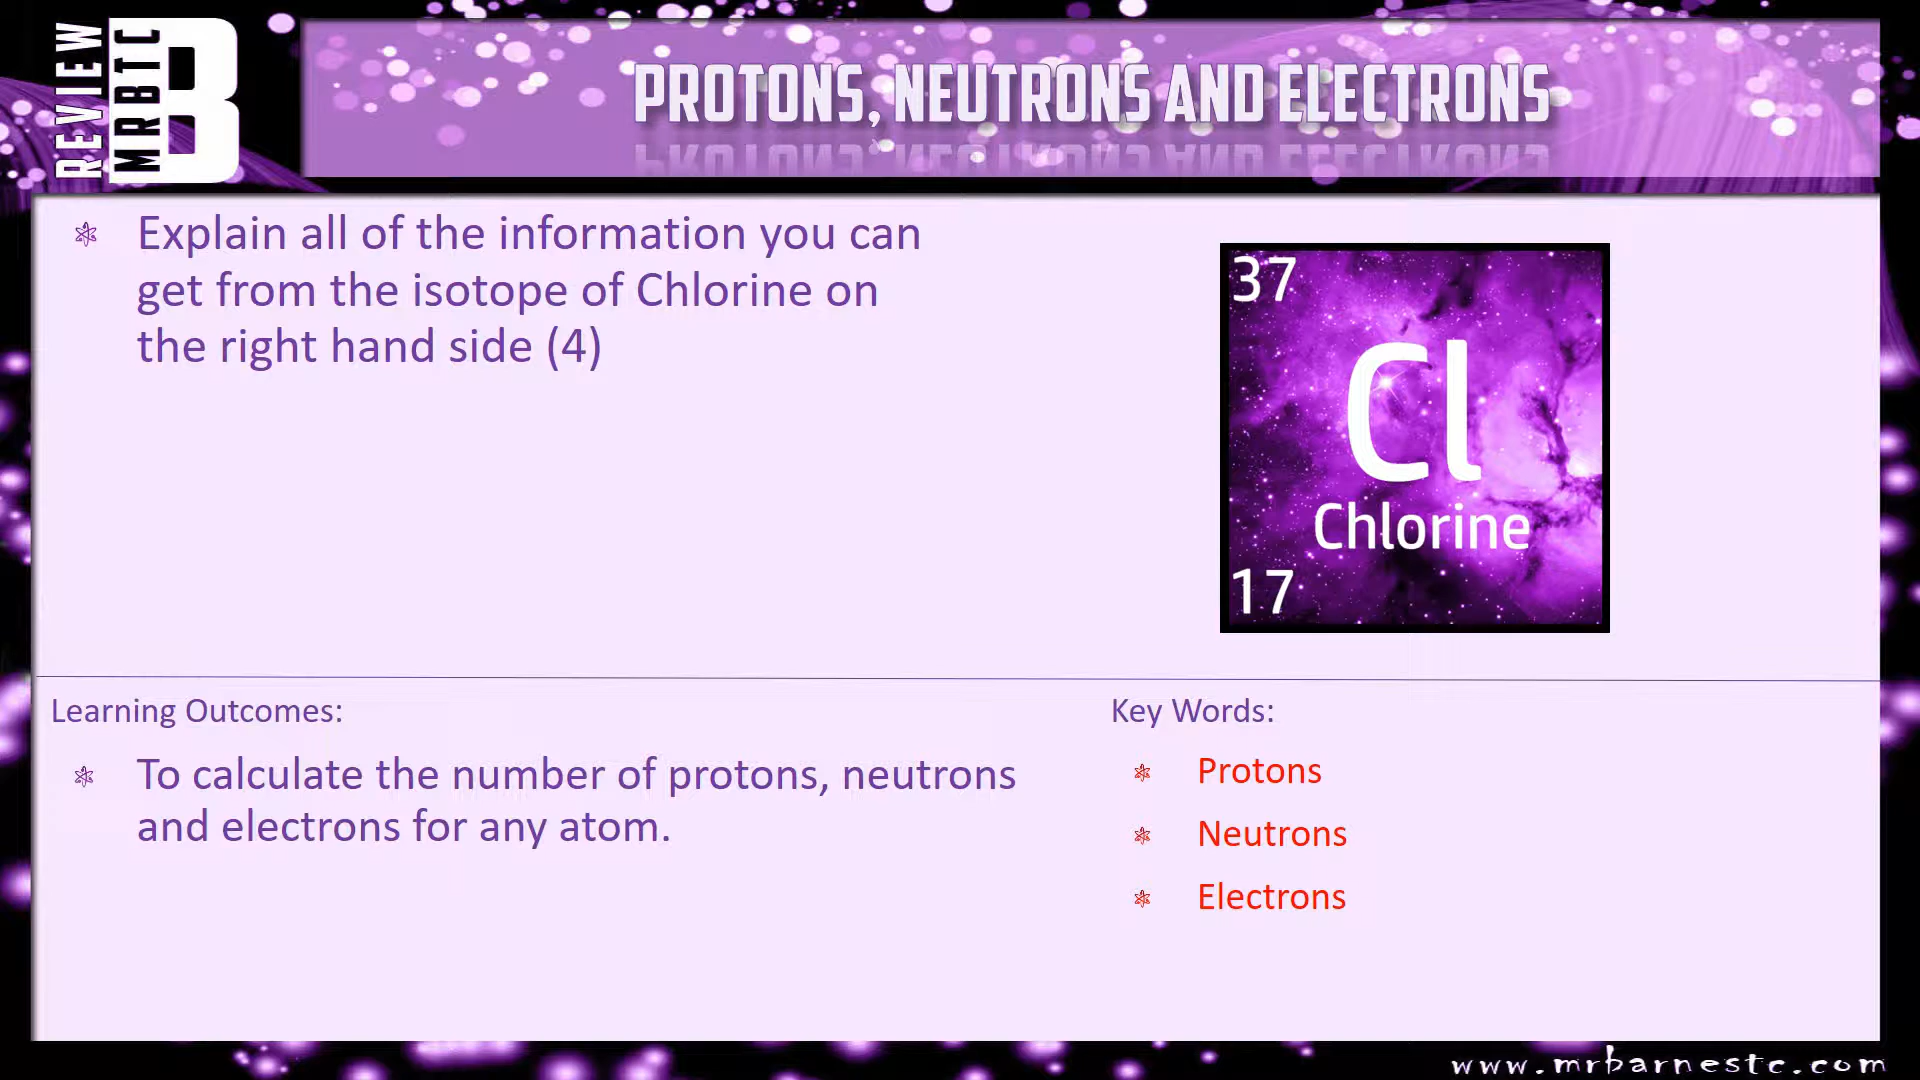 REVIEW
MRBTC
B
PROTONS, NEUTRONS AND ELECTRONS
Explain all of the information you can
get from the isotope of Chlorine on
the right hand side (4)
37
Cl
Chlorine
17
Learning Outcomes:
To calculate the number of protons, neutrons
and electrons for any atom.
Key Words:
Protons
Neutrons
Electrons
www.mrbarnestc.com